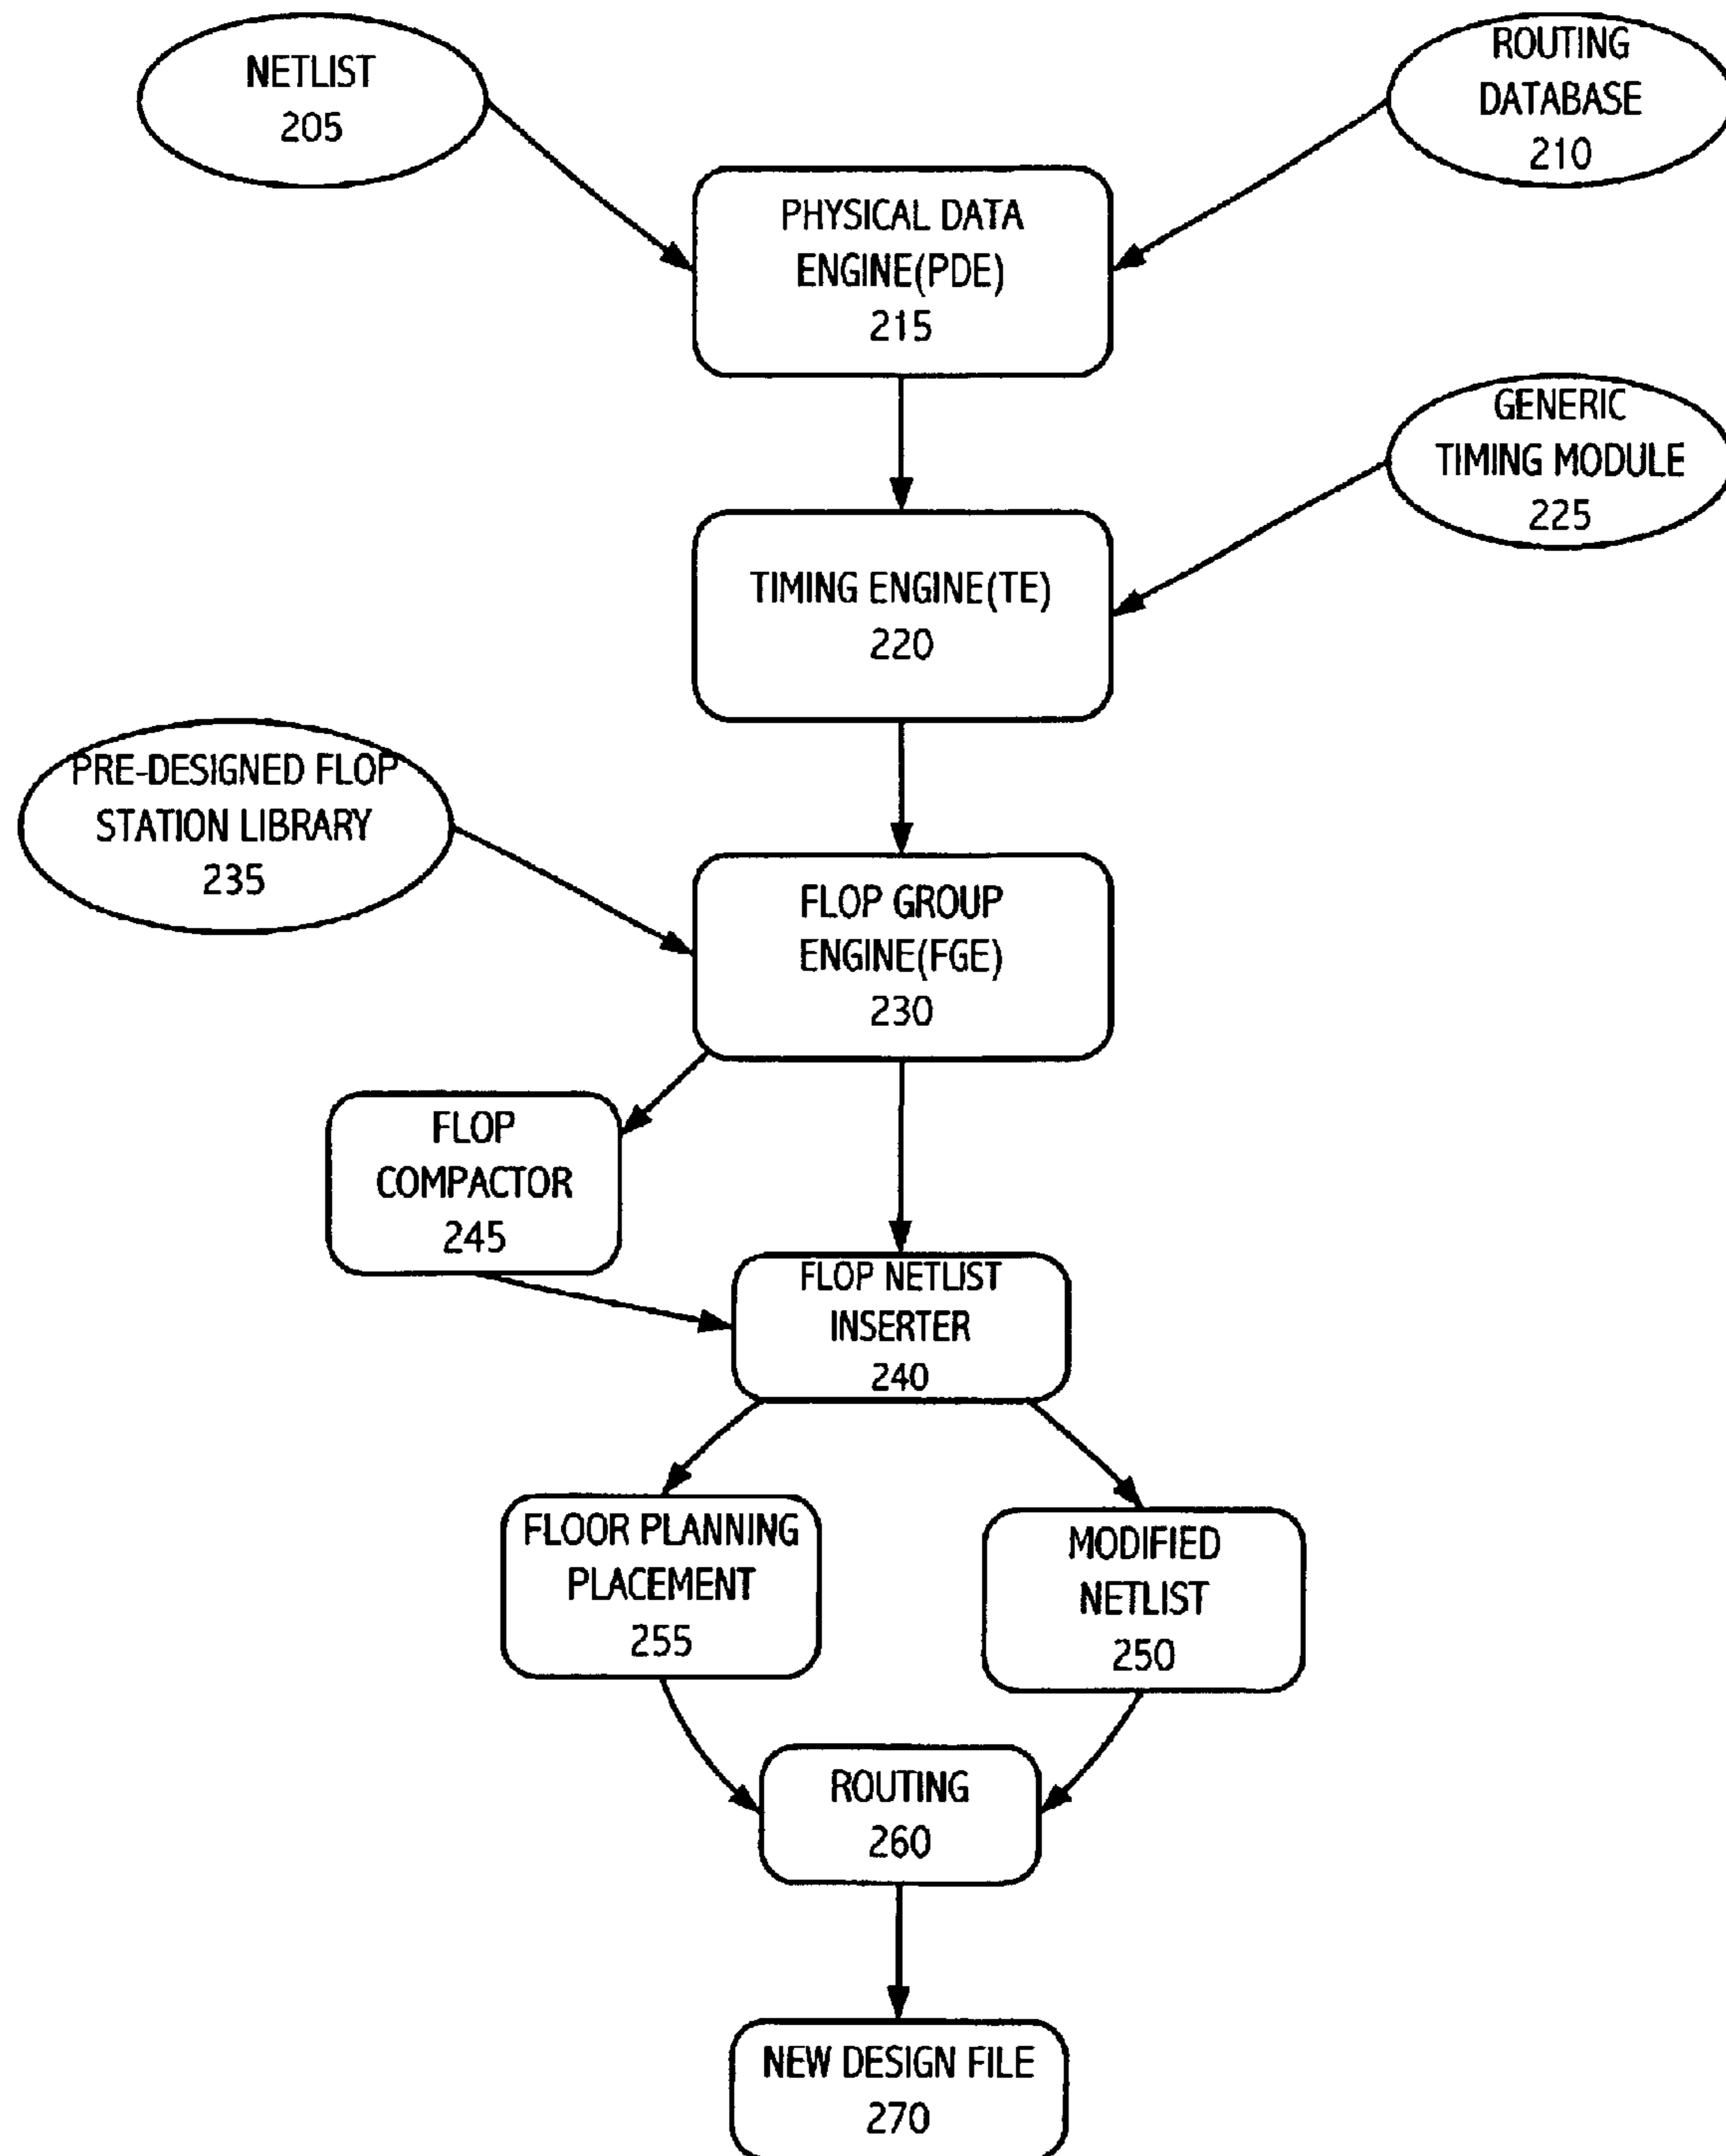 NETLIST
205
ROUTING
DATABASE
210
PHYSICAL DATA
ENGINE(PDE)
215
GENERIC
TIMING MODULE
225
TIMING ENGINE(TE)
220
PRE-DESIGNED FLOP
STATION LIBRARY
235
FLOP GROUP
ENGINE(FGE)
230
FLOP
COMPACTOR
245
FLOP NETLIST
INSERTER
240
FLOOR PLANNING
PLACEMENT
255
MODIFIED
NETLIST
250
ROUTING
260
NEW DESIGN FILE
270